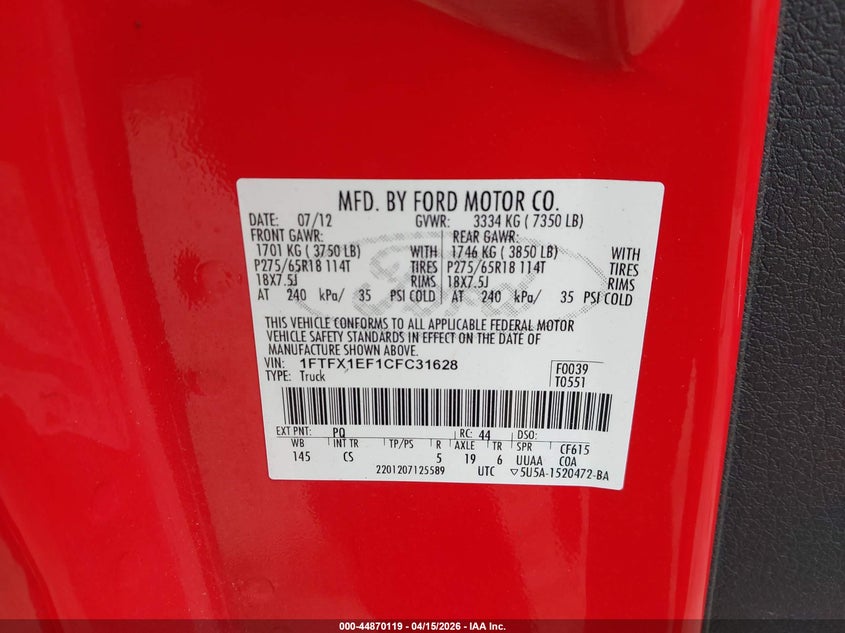 MFD. BY FORD MOTOR CO.
DATE: 07/12 GVWR: 3334 KG ( 7350 LB)
FRONT GAWR: REAR GAWR:
1701 KG ( 3750 LB) WITH 1746 KG ( 3850 LB) WITH
P275/65R18 114T TIRES P275/65R18 114T TIRES
18X7.5J RIMS 18X7.5J RIMS
AT 240 kPa/ 35 PSI COLD AT 240 kPa/ 35 PSI COLD
Ford
THIS VEHICLE CONFORMS TO ALL APPLICABLE FEDERAL MOTOR
VEHICLE SAFETY STANDARDS IN EFFECT ON THE DATE OF
MANUFACTURE SHOWN ABOVE.
VIN: 1FTFX1EF1CFC31628 F0039
TYPE: Truck T0551
EXT PNT: PQ RC: 44 DSO:
WB INT TR TP/PS R AXLE TR SPR CF615
145 CS 5 19 6 UUAA COA
2201207125589 UTC ▽5U5A-1520472-BA
000-44870119 - 04/15/2026 - IAA Inc.